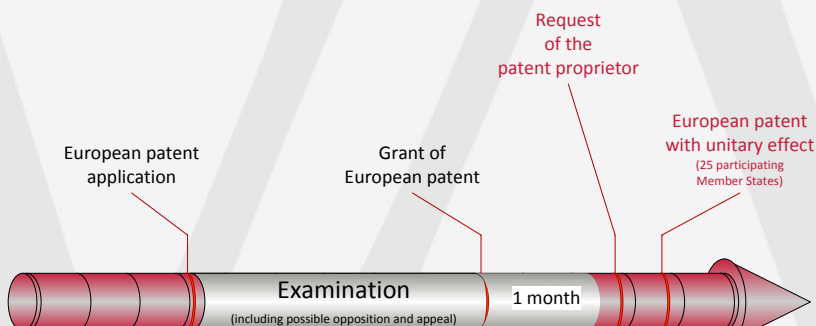 Request
of the
patent proprietor
European patent
with unitary effect
(25 participating
Member States)
European patent
application
Grant of
European patent
Examination
(including possible opposition and appeal)
1 month